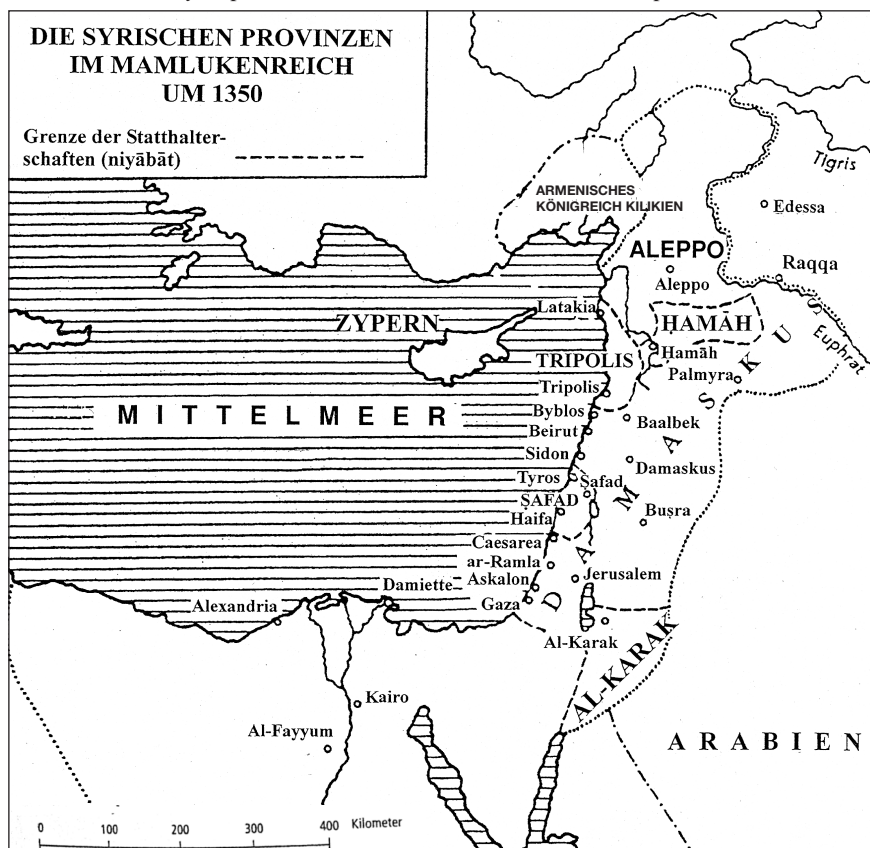 DIE SYRISCHEN PROVINZEN
IM MAMLUKENREICH
UM 1350
Grenze der Statthalter-
schaften (niyābāt)
ARMENISCHES
KÖNIGREICH KILIKIEN
Tigris
Edessa
ALEPPO
Aleppo
Raqqa
Latakia
ḤAMĀH
ZYPERN
Euphrat
Ḥamāh
TRIPOLIS
Palmyra
Tripolis
MITTELMEER
Byblos
Baalbek
Beirut
DAMASKUS
Sidon
Damaskus
Tyros
Ṣafad
ṢAFAD
Buṣra
Haifa
Caesarea
ar-Ramla
Askalon
Jerusalem
Damiette
Gaza
Alexandria
Al-Karak
AL-KARAK
Kairo
Al-Fayyum
ARABIEN
0 100 200 300 400 Kilometer